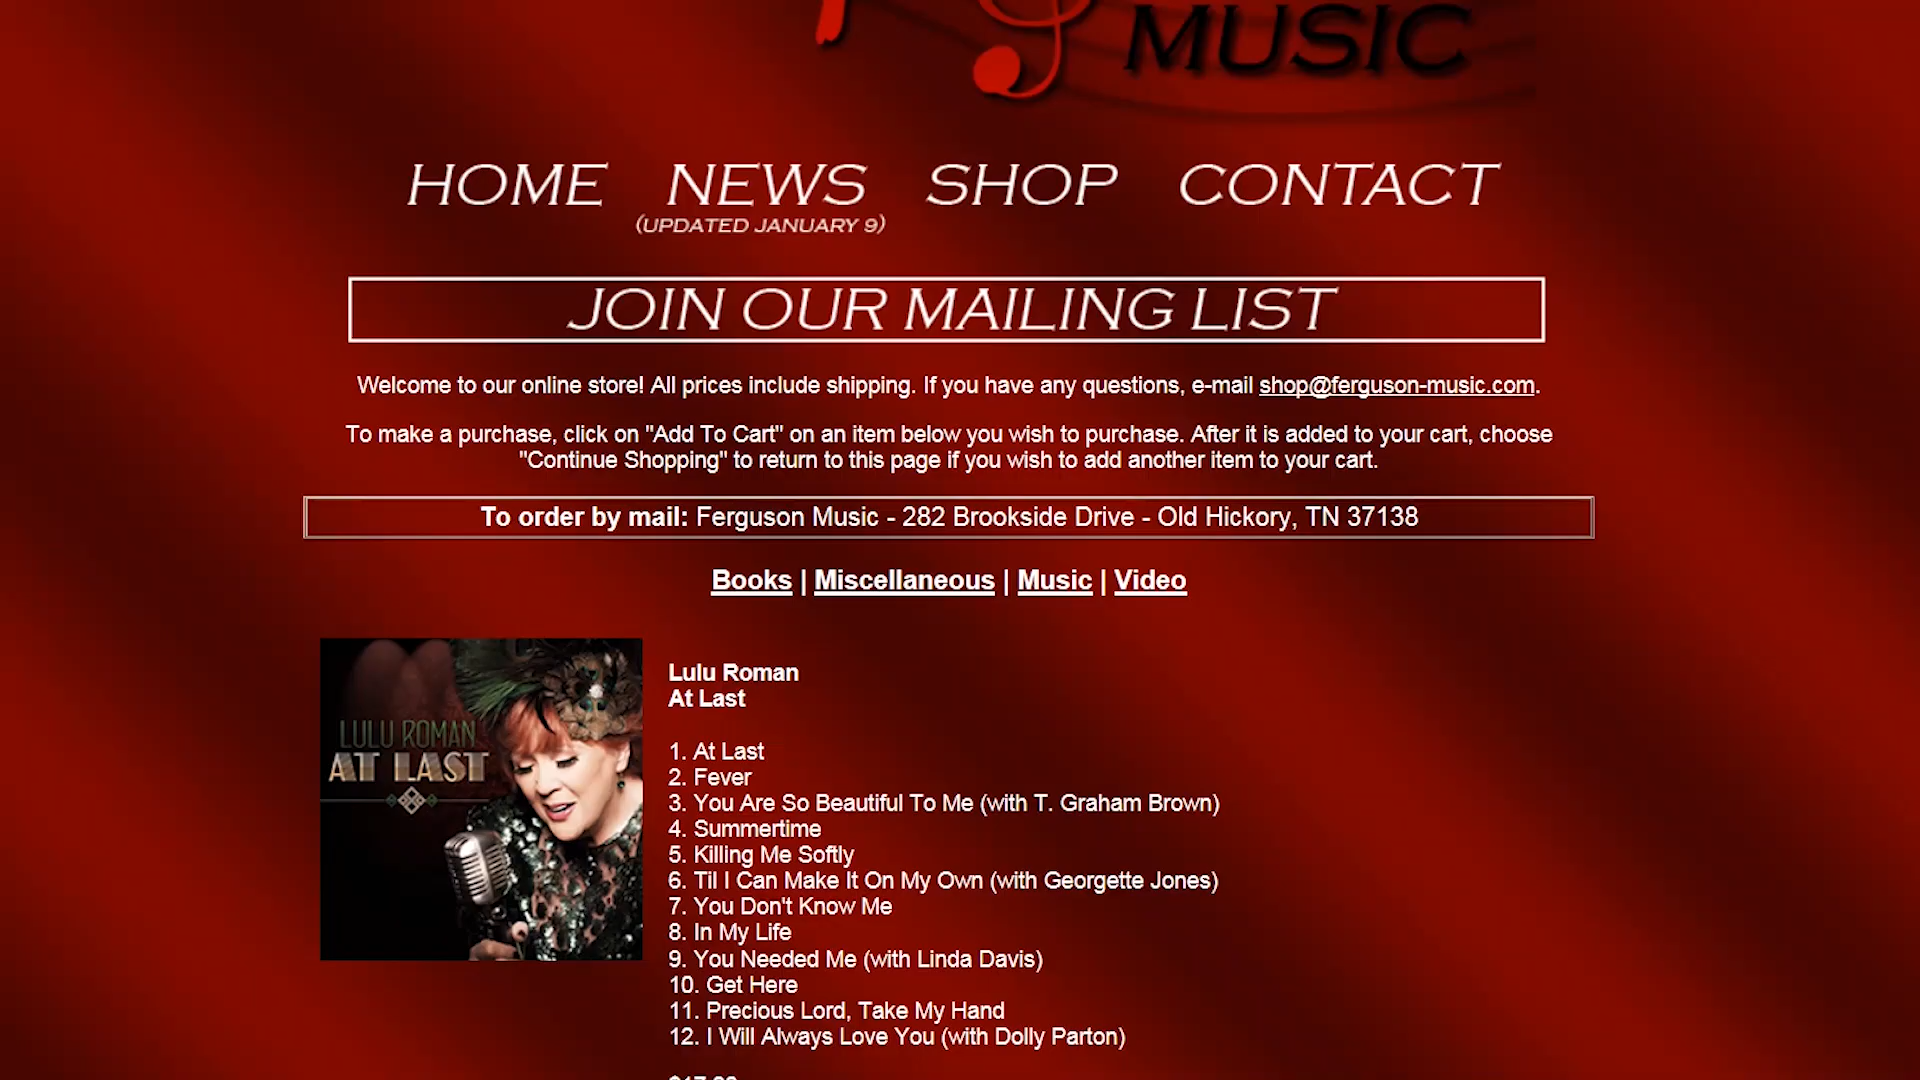 MUSIC
HOME NEWS SHOP CONTACT
(UPDATED JANUARY 9)
JOIN OUR MAILING LIST
Welcome to our online store! All prices include shipping. If you have any questions, e-mail shop@ferguson-music.com.
To make a purchase, click on "Add To Cart" on an item below you wish to purchase. After it is added to your cart, choose
"Continue Shopping" to return to this page if you wish to add another item to your cart.
To order by mail: Ferguson Music - 282 Brookside Drive - Old Hickory, TN 37138
Books | Miscellaneous | Music | Video
LULU ROMAN
AT LAST
Lulu Roman
At Last
1. At Last
2. Fever
3. You Are So Beautiful To Me (with T. Graham Brown)
4. Summertime
5. Killing Me Softly
6. Til I Can Make It On My Own (with Georgette Jones)
7. You Don't Know Me
8. In My Life
9. You Needed Me (with Linda Davis)
10. Get Here
11. Precious Lord, Take My Hand
12. I Will Always Love You (with Dolly Parton)